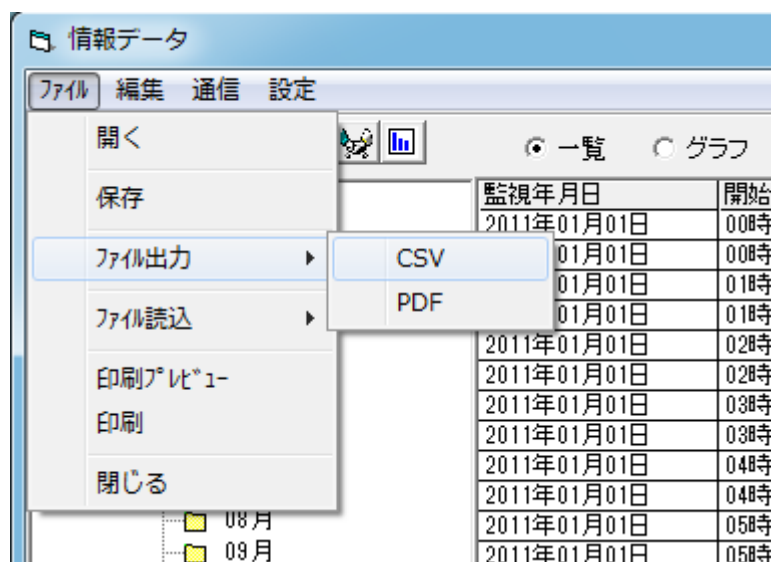 情報データ
ﾌｧｲﾙ 編集 通信 設定
開く
保存
ﾌｧｲﾙ出力
ﾌｧｲﾙ読込
印刷ﾌﾟﾚﾋﾞｭｰ
印刷
閉じる
CSV
PDF
一覧 グラフ
監視年月日 開始
2011年01月01日 00時
01月01日 00時
01月01日 01時
01月01日 01時
2011年01月01日 02時
2011年01月01日 02時
2011年01月01日 03時
2011年01月01日 03時
2011年01月01日 04時
2011年01月01日 04時
2011年01月01日 05時
2011年01月01日 05時
08月
09月